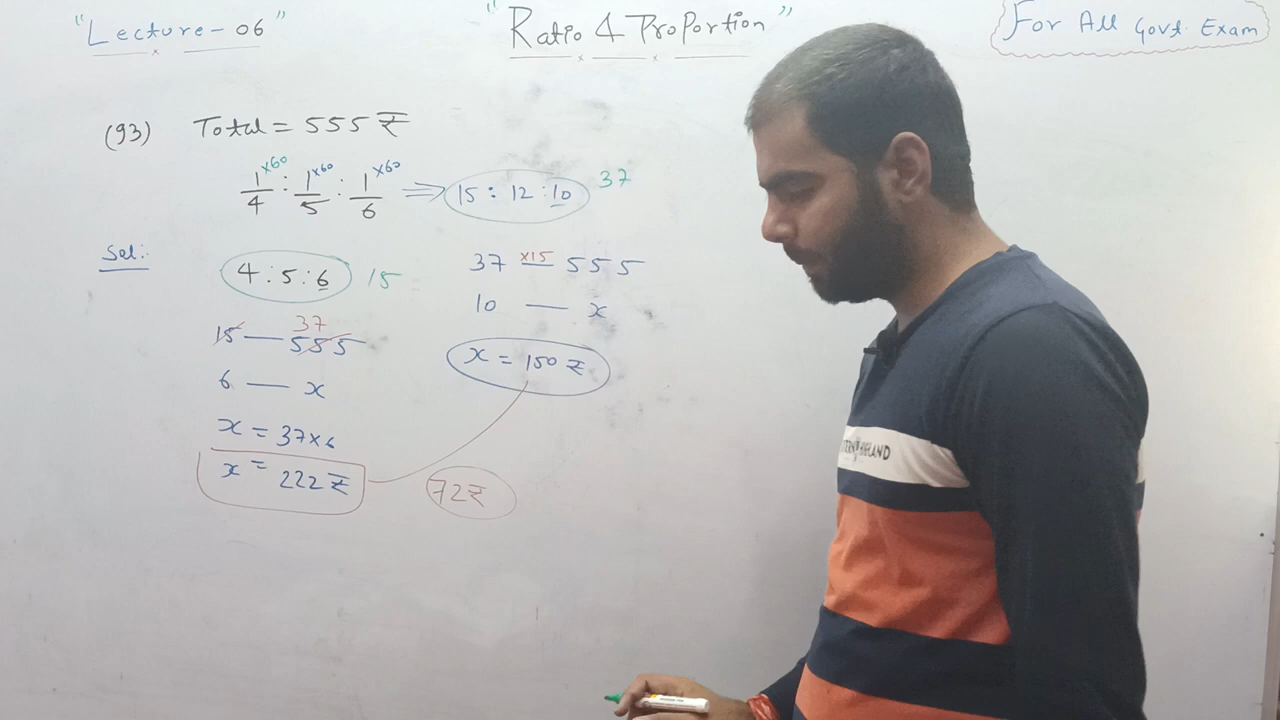 "Lecture-06"
"Ratio & Proportion"
For All Govt. Exam
(93) Total = 555 ₹
1/4 ×60 : 1/5 ×60 : 1/6 ×60 ⇒ 15 : 12 : 10 37
Sol:
4 : 5 : 6 15
15 — 555 37
6 — x
x = 37×6
x = 222 ₹
37 ×15 — 555
10 — x
x = 150 ₹
72₹
HIGHLAND